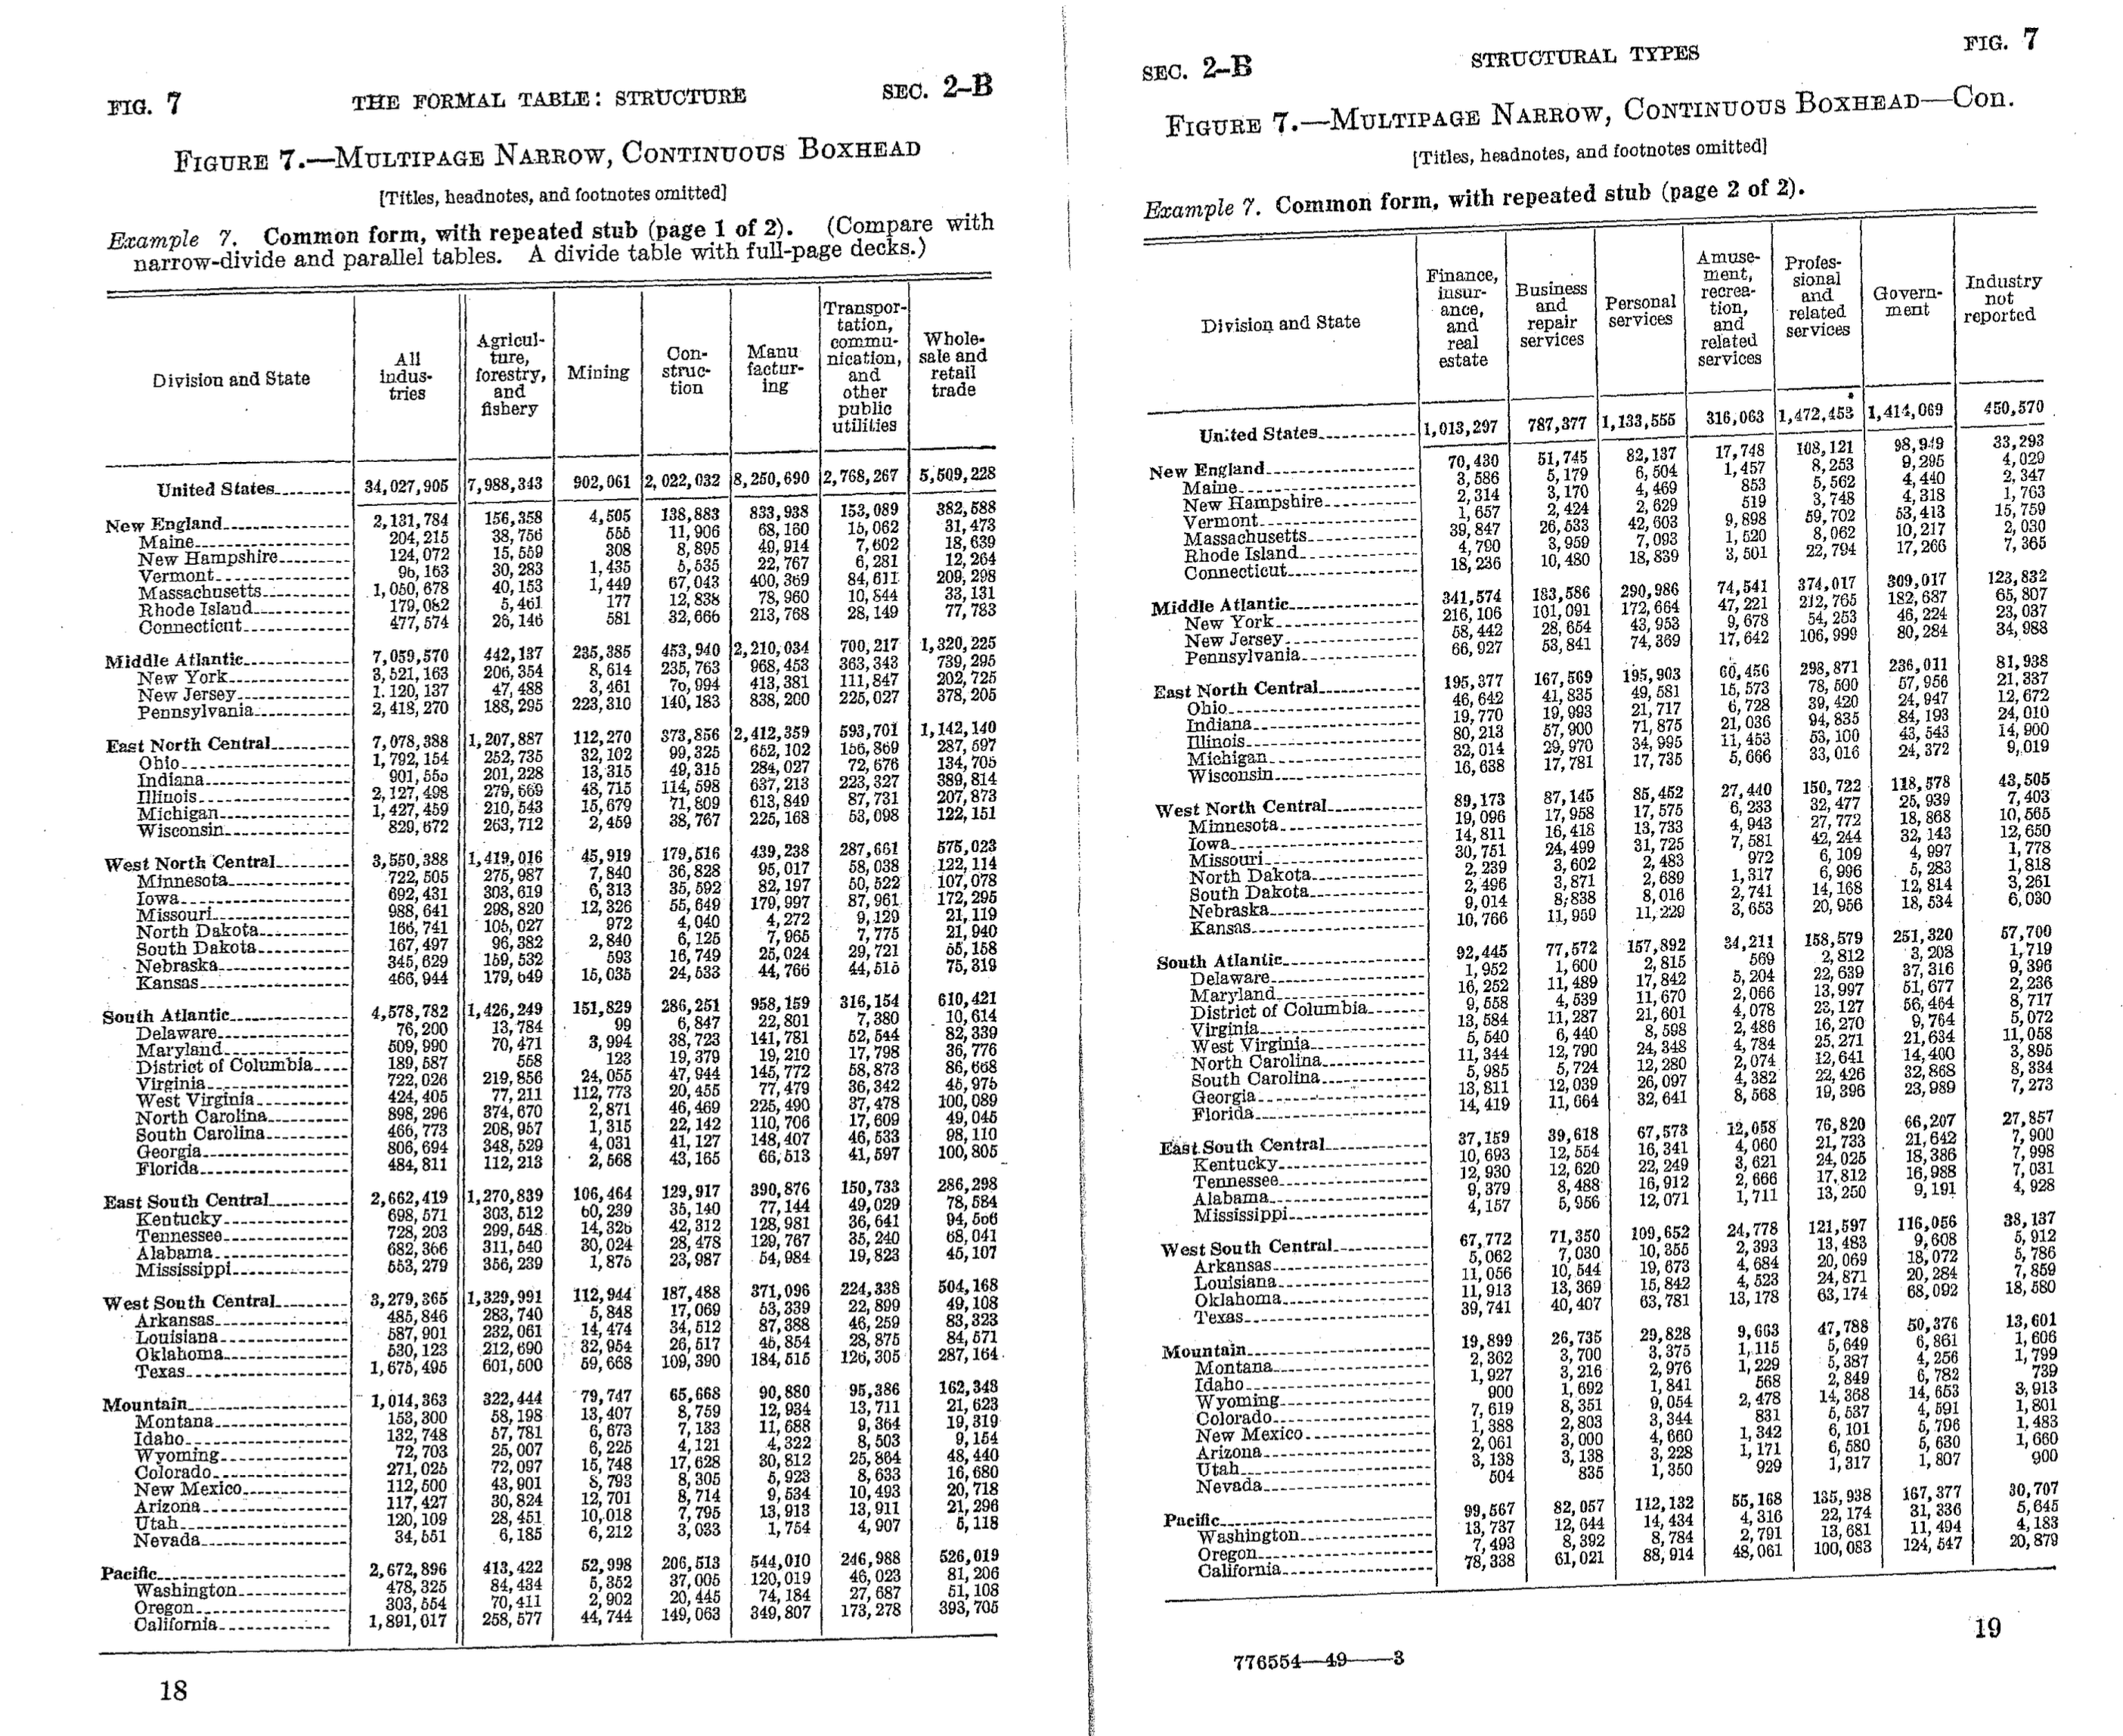 FIG. 7 THE FORMAL TABLE: STRUCTURE SEC. 2–B
FIGURE 7.—MULTIPAGE NARROW, CONTINUOUS BOXHEAD
[Titles, headnotes, and footnotes omitted]
Example 7. Common form, with repeated stub (page 1 of 2). (Compare with
narrow-divide and parallel tables. A divide table with full-page decks.)
Division and State
All
indus-
tries
Agricul-
ture,
forestry,
and
fishery
Mining
Con-
struc-
tion
Manu
factur-
ing
Transpor-
tation,
commu-
nication,
and
other
public
utilities
Whole-
sale and
retail
trade
United States 34,027,905 7,988,343 902,061 2,022,032 8,250,690 2,768,267 5,509,228
New England 2,131,784 156,358 4,505 138,883 833,938 153,089 382,588
Maine 204,215 38,756 555 11,906 68,160 15,062 31,473
New Hampshire 124,072 15,559 308 8,895 49,914 7,602 18,639
Vermont 96,163 30,283 1,435 5,535 22,767 6,281 12,264
Massachusetts 1,050,678 40,153 1,449 67,043 400,369 84,611 209,298
Rhode Island 179,082 5,461 177 12,838 78,960 10,844 33,131
Connecticut 477,574 26,146 581 32,666 213,768 28,149 77,783
Middle Atlantic 7,059,570 442,137 235,385 453,940 2,210,034 700,217 1,320,225
New York 3,521,163 206,354 8,614 235,763 968,453 363,343 739,295
New Jersey 1.120,137 47,488 3,461 76,994 413,381 111,847 202,725
Pennsylvania 2,418,270 188,295 223,310 140,183 838,200 225,027 378,205
East North Central 7,078,388 1,207,887 112,270 373,856 2,412,359 593,701 1,142,140
Ohio 1,792,154 252,735 32,102 99,325 652,102 156,869 287,597
Indiana 201,228 13,315 49,315 284,027 72,676 134,705
Illinois 2,127,498 279,669 48,715 114,598 637,213 223,327 389,814
Michigan 1,427,459 210,543 15,679 71,809 613,849 87,731 207,873
Wisconsin 829,672 263,712 2,459 38,767 225,168 53,098 122,151
West North Central 3,550,388 1,419,016 45,919 179,516 439,238 287,661 575,023
Minnesota 722,505 275,987 7,840 36,828 95,017 58,038 122,114
Iowa 692,431 303,619 6,313 35,592 82,197 50,522 107,078
Missouri 988,641 298,820 12,326 55,649 179,997 87,961 172,295
North Dakota 166,741 105,027 972 4,040 4,272 9,129 21,119
South Dakota 167,497 96,382 2,840 6,125 7,965 7,775 21,940
Nebraska 345,629 159,532 593 16,749 25,024 29,721 55,158
Kansas 466,944 179,649 15,035 24,533 44,766 44,515 75,319
South Atlantic 4,578,782 1,426,249 151,829 286,251 958,159 316,154 610,421
Delaware 76,200 13,784 99 6,847 22,801 7,380 10,614
Maryland 509,990 70,471 3,994 38,723 141,781 52,544 82,339
District of Columbia 189,587 568 123 19,379 19,210 17,798 36,776
Virginia 722,026 219,856 24,055 47,944 145,772 58,873 86,668
West Virginia 424,405 77,211 112,773 20,455 77,479 36,342 45,975
North Carolina 898,296 374,670 2,871 46,469 225,490 37,478 100,089
South Carolina 466,773 208,957 1,315 22,142 110,706 17,609 49,045
Georgia 806,694 348,529 4,031 41,127 148,407 46,533 98,110
Florida 484,811 112,213 2,568 43,165 66,513 41,597 100,805
East South Central 2,662,419 1,270,839 106,464 129,917 390,876 150,733 286,298
Kentucky 698,571 303,512 60,239 35,140 77,144 49,029 78,584
Tennessee 728,203 299,548 14,326 42,312 128,981 36,641 94,566
Alabama 682,366 311,540 30,024 28,478 129,767 35,240 68,041
Mississippi 553,279 356,239 1,875 23,987 54,984 19,823 45,107
West South Central 3,279,365 1,329,991 112,944 187,488 371,096 224,338 504,168
Arkansas 485,846 283,740 5,848 17,069 53,339 22,899 49,108
Louisiana 587,901 232,061 14,474 34,512 87,388 46,259 83,323
Oklahoma 530,123 212,690 32,954 26,517 45,854 28,875 84,571
Texas 1,675,495 601,500 59,668 109,390 184,515 126,305 287,164
Mountain 1,014,363 322,444 79,747 65,668 90,880 95,386 162,348
Montana 153,300 58,198 13,407 8,759 12,934 13,711 21,623
Idaho 132,748 57,781 6,673 7,133 11,688 9,364 19,319
Wyoming 72,703 25,007 6,225 4,121 4,322 8,503 9,154
Colorado 271,025 72,097 15,748 17,628 30,812 25,864 48,440
New Mexico 112,500 43,901 8,793 8,305 5,923 8,633 16,680
Arizona 117,427 30,824 12,701 8,714 9,534 10,493 20,718
Utah 120,109 28,451 10,018 7,795 13,913 13,911 21,296
Nevada 34,551 6,185 6,212 3,033 1,754 4,907 5,118
Pacific 2,672,896 413,422 52,998 206,513 544,010 246,988 526,019
Washington 478,325 84,434 5,352 37,005 120,019 46,023 81,206
Oregon 303,554 70,411 2,902 20,445 74,184 27,687 51,108
California 1,891,017 258,577 44,744 149,063 349,807 173,278 393,705
18
SEC. 2–B STRUCTURAL TYPES FIG. 7
FIGURE 7.—MULTIPAGE NARROW, CONTINUOUS BOXHEAD—Con.
[Titles, headnotes, and footnotes omitted]
Example 7. Common form, with repeated stub (page 2 of 2).
Division and State
Finance,
insur-
ance,
and
real
estate
Business
and
repair
services
Personal
services
Amuse-
ment,
recrea-
tion,
and
related
services
Profes-
sional
and
related
services
Govern-
ment
Industry
not
reported
United States 1,013,297 787,377 1,133,555 316,063 1,472,453 1,414,069 450,570
New England 70,430 51,745 82,137 17,748 108,121 98,949 33,293
Maine 3,586 5,179 6,504 1,457 8,253 9,295 4,029
New Hampshire 2,314 3,170 4,469 853 5,562 4,440 2,347
Vermont 1,657 2,424 2,629 519 3,748 4,318 1,763
Massachusetts 39,847 26,533 42,603 9,898 59,702 53,413 15,759
Rhode Island 4,790 3,959 7,093 1,520 8,062 10,217 2,030
Connecticut 18,236 10,480 18,839 3,501 22,794 17,266 7,365
Middle Atlantic 341,574 183,586 290,986 74,541 374,017 309,017 123,832
New York 216,106 101,091 172,664 47,221 212,765 182,687 65,807
New Jersey 58,442 28,654 43,953 9,678 54,253 46,224 23,037
Pennsylvania 66,927 53,841 74,369 17,642 106,999 80,284 34,988
East North Central 195,377 167,569 195,903 60,456 298,871 236,011 81,938
Ohio 46,642 41,835 49,581 15,573 78,500 57,956 21,337
Indiana 19,770 19,993 21,717 6,728 39,420 24,947 12,672
Illinois 80,213 57,900 71,875 21,036 94,835 84,193 24,010
Michigan 32,014 29,970 34,995 11,453 53,100 43,543 14,900
Wisconsin 16,638 17,781 17,735 5,666 33,016 24,372 9,019
West North Central 89,173 87,145 85,452 27,440 150,722 118,578 43,505
Minnesota 19,096 17,958 17,575 6,233 32,477 25,939 7,403
Iowa 14,811 16,418 13,733 4,943 27,772 18,868 10,565
Missouri 30,751 24,499 31,725 7,581 42,244 32,143 12,650
North Dakota 2,239 3,602 2,483 972 6,109 4,997 1,778
South Dakota 2,496 3,871 2,689 1,317 6,996 5,283 1,818
Nebraska 9,014 8,838 8,016 2,741 14,168 12,814 3,261
Kansas 10,766 11,959 11,229 3,653 20,956 18,534 6,030
South Atlantic 92,445 77,572 157,892 34,211 158,579 251,320 57,700
Delaware 1,952 1,600 2,815 569 2,812 3,208 1,719
Maryland 16,252 11,489 17,842 5,204 22,639 37,316 9,396
District of Columbia 9,558 4,539 11,670 2,066 13,997 51,677 2,236
Virginia 13,584 11,287 21,601 4,078 23,127 56,464 8,717
West Virginia 5,540 6,440 8,598 2,486 16,270 9,764 5,072
North Carolina 11,344 12,790 24,348 4,784 25,271 21,634 11,058
South Carolina 5,985 5,724 12,280 2,074 12,641 14,400 3,895
Georgia 13,811 12,039 26,097 4,382 22,426 32,868 8,334
Florida 14,419 11,664 32,641 8,568 19,396 23,989 7,273
East South Central 37,159 39,618 67,573 12,058 76,820 66,207 27,857
Kentucky 10,693 12,554 16,341 4,060 21,733 21,642 7,900
Tennessee 12,930 12,620 22,249 3,621 24,025 18,386 7,998
Alabama 9,379 8,488 16,912 2,666 17,812 16,988 7,031
Mississippi 4,157 5,956 12,071 1,711 13,250 9,191 4,928
West South Central 67,772 71,350 109,652 24,778 121,597 116,056 38,137
Arkansas 5,062 7,030 10,355 2,393 13,483 9,608 5,912
Louisiana 11,056 10,544 19,673 4,684 20,069 18,072 5,786
Oklahoma 11,913 13,369 15,842 4,523 24,871 20,284 7,859
Texas 39,741 40,407 63,781 13,178 63,174 68,092 18,580
Mountain 19,899 26,735 29,828 9,663 47,788 50,376 13,601
Montana 2,362 3,700 3,375 1,115 5,649 6,861 1,606
Idaho 1,927 3,216 2,976 1,229 5,387 4,256 1,799
Wyoming 900 1,692 1,841 568 2,849 6,782 739
Colorado 7,619 8,351 9,054 2,478 14,368 14,653 3,913
New Mexico 1,388 2,803 3,344 831 5,537 4,591 1,801
Arizona 2,061 3,000 4,660 1,342 6,101 5,796 1,483
Utah 3,138 3,138 3,228 1,171 6,580 5,630 1,660
Nevada 504 835 1,350 929 1,317 1,807 900
Pacific 99,567 82,057 112,132 55,168 135,938 167,377 30,707
Washington 13,737 12,644 14,434 4,316 22,174 31,336 5,645
Oregon 7,493 8,392 8,784 2,791 13,681 11,494 4,183
California 78,338 61,021 88,914 48,061 100,083 124,547 20,879
776554—49——3
19